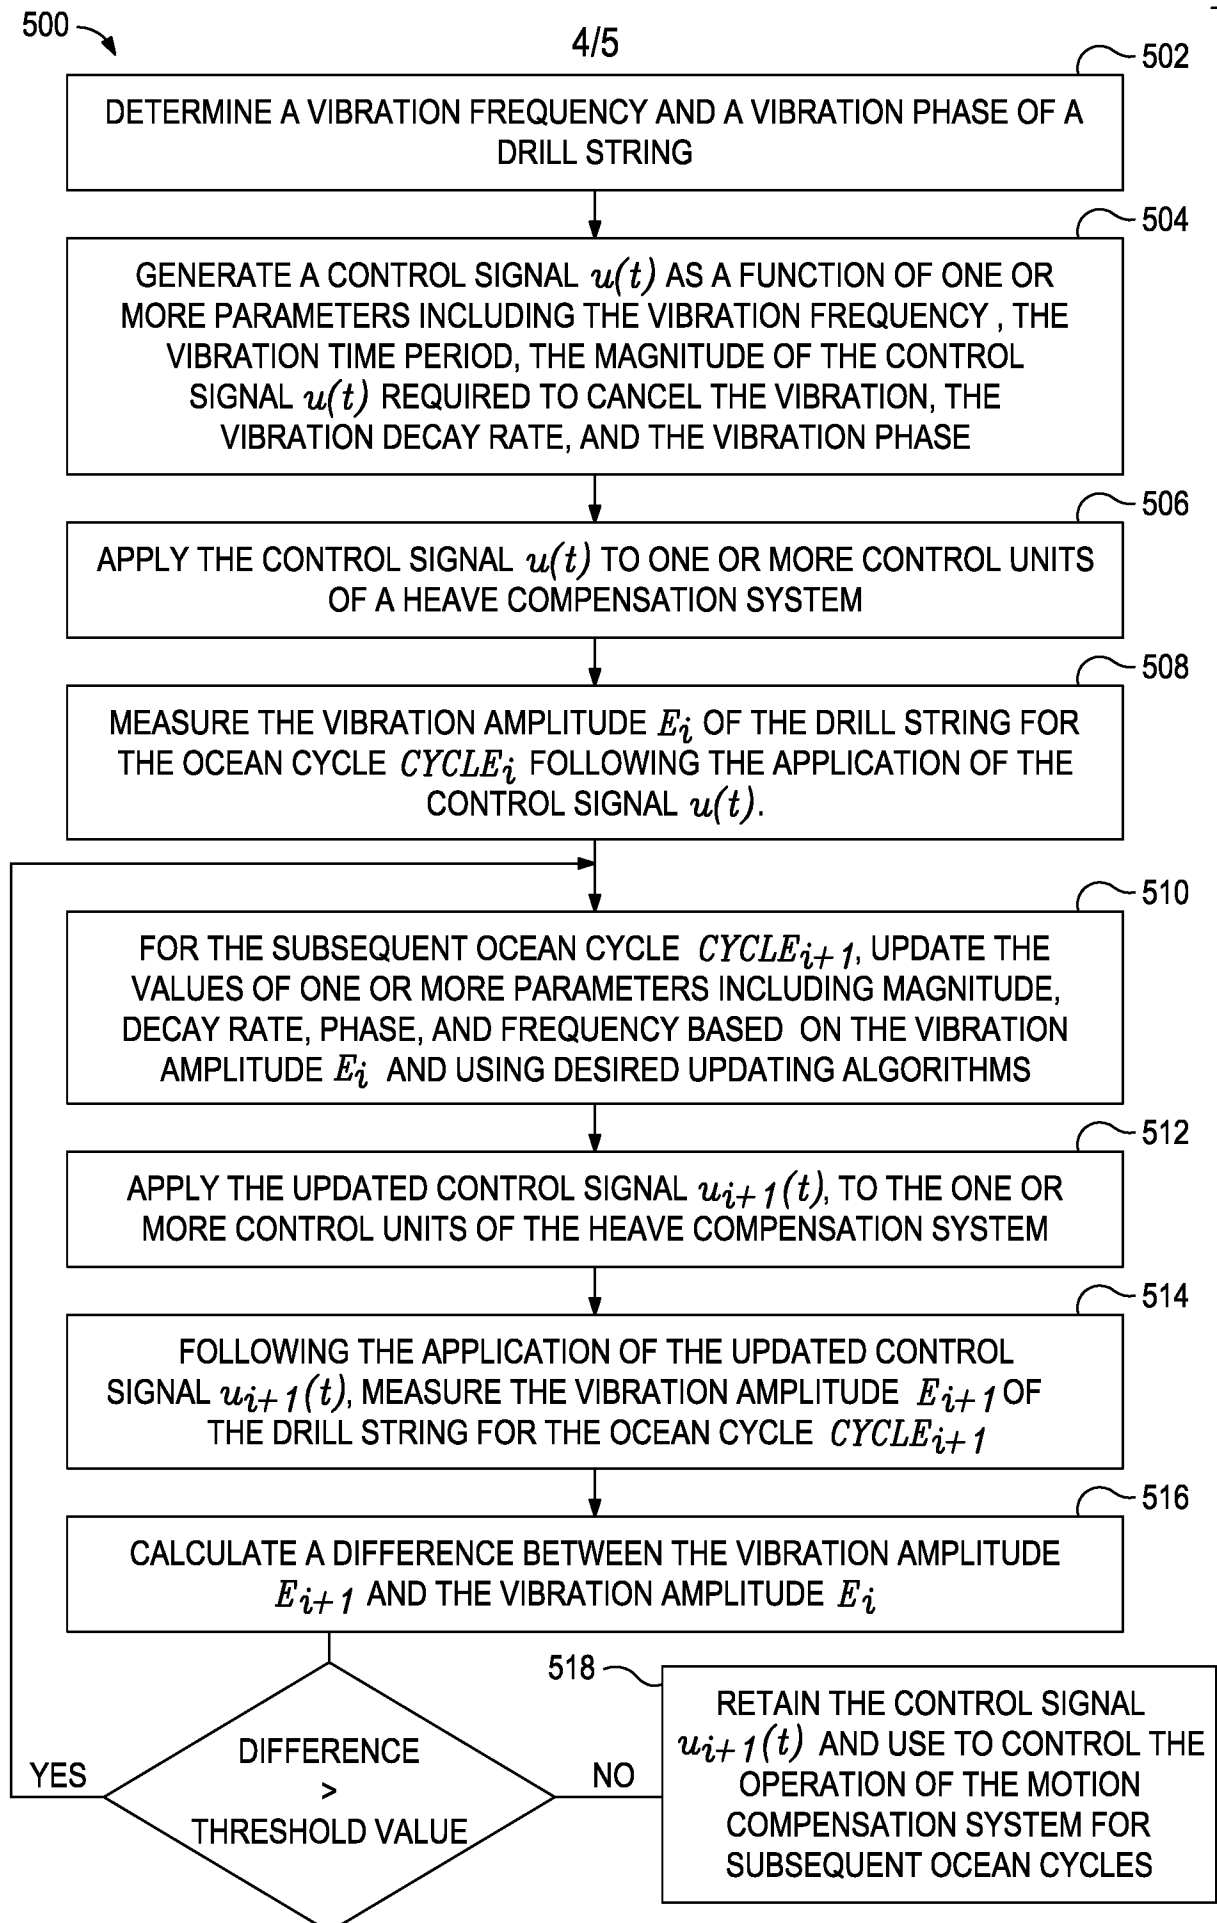 500
4/5
502
DETERMINE A VIBRATION FREQUENCY AND A VIBRATION PHASE OF A
DRILL STRING
504
GENERATE A CONTROL SIGNAL u(t) AS A FUNCTION OF ONE OR
MORE PARAMETERS INCLUDING THE VIBRATION FREQUENCY , THE
VIBRATION TIME PERIOD, THE MAGNITUDE OF THE CONTROL
SIGNAL u(t) REQUIRED TO CANCEL THE VIBRATION, THE
VIBRATION DECAY RATE, AND THE VIBRATION PHASE
506
APPLY THE CONTROL SIGNAL u(t) TO ONE OR MORE CONTROL UNITS
OF A HEAVE COMPENSATION SYSTEM
508
MEASURE THE VIBRATION AMPLITUDE E_i OF THE DRILL STRING FOR
THE OCEAN CYCLE CYCLE_i FOLLOWING THE APPLICATION OF THE
CONTROL SIGNAL u(t).
510
FOR THE SUBSEQUENT OCEAN CYCLE CYCLE_{i+1}, UPDATE THE
VALUES OF ONE OR MORE PARAMETERS INCLUDING MAGNITUDE,
DECAY RATE, PHASE, AND FREQUENCY BASED ON THE VIBRATION
AMPLITUDE E_i AND USING DESIRED UPDATING ALGORITHMS
512
APPLY THE UPDATED CONTROL SIGNAL u_{i+1}(t), TO THE ONE OR
MORE CONTROL UNITS OF THE HEAVE COMPENSATION SYSTEM
514
FOLLOWING THE APPLICATION OF THE UPDATED CONTROL
SIGNAL u_{i+1}(t), MEASURE THE VIBRATION AMPLITUDE E_{i+1} OF
THE DRILL STRING FOR THE OCEAN CYCLE CYCLE_{i+1}
516
CALCULATE A DIFFERENCE BETWEEN THE VIBRATION AMPLITUDE
E_{i+1} AND THE VIBRATION AMPLITUDE E_i
YES
DIFFERENCE
>
THRESHOLD VALUE
NO
518
RETAIN THE CONTROL SIGNAL
u_{i+1}(t) AND USE TO CONTROL THE
OPERATION OF THE MOTION
COMPENSATION SYSTEM FOR
SUBSEQUENT OCEAN CYCLES